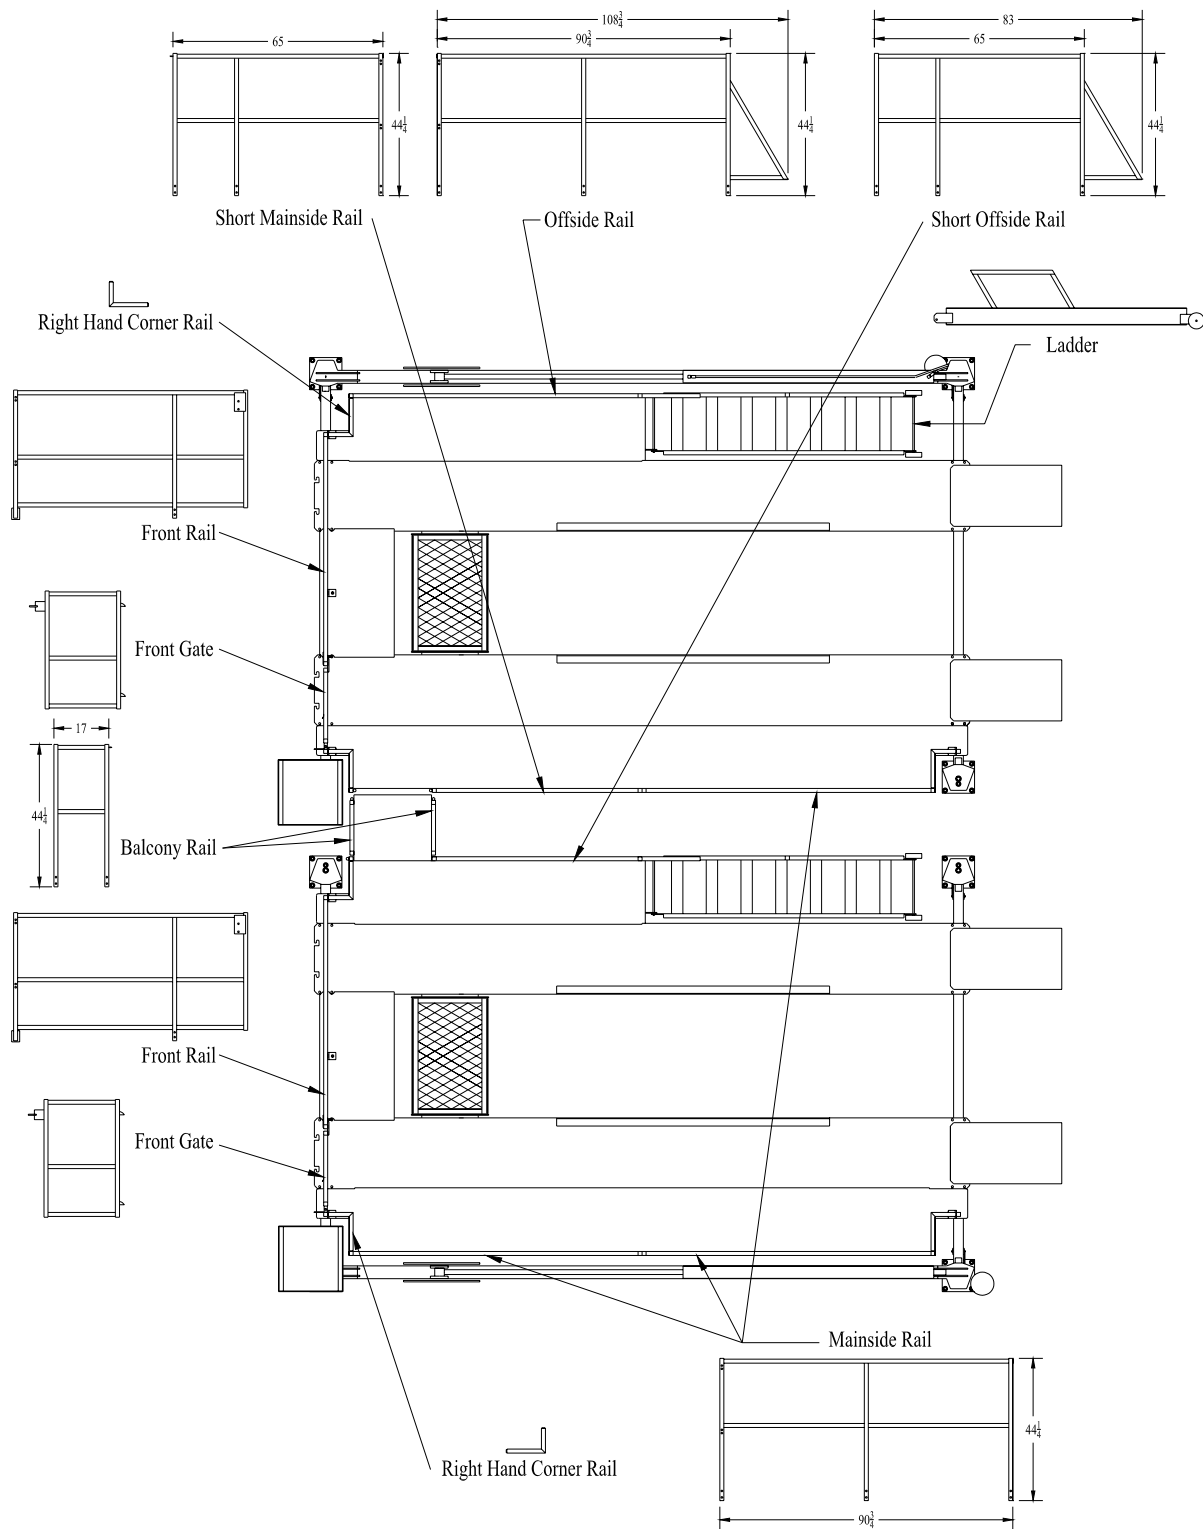 108¾
65
90¾
83
65
44¼
44¼
44¼
Short Mainside Rail
Offside Rail
Short Offside Rail
Right Hand Corner Rail
Ladder
Front Rail
Front Gate
17
44¼
Balcony Rail
Front Rail
Front Gate
Mainside Rail
44¼
Right Hand Corner Rail
90¾